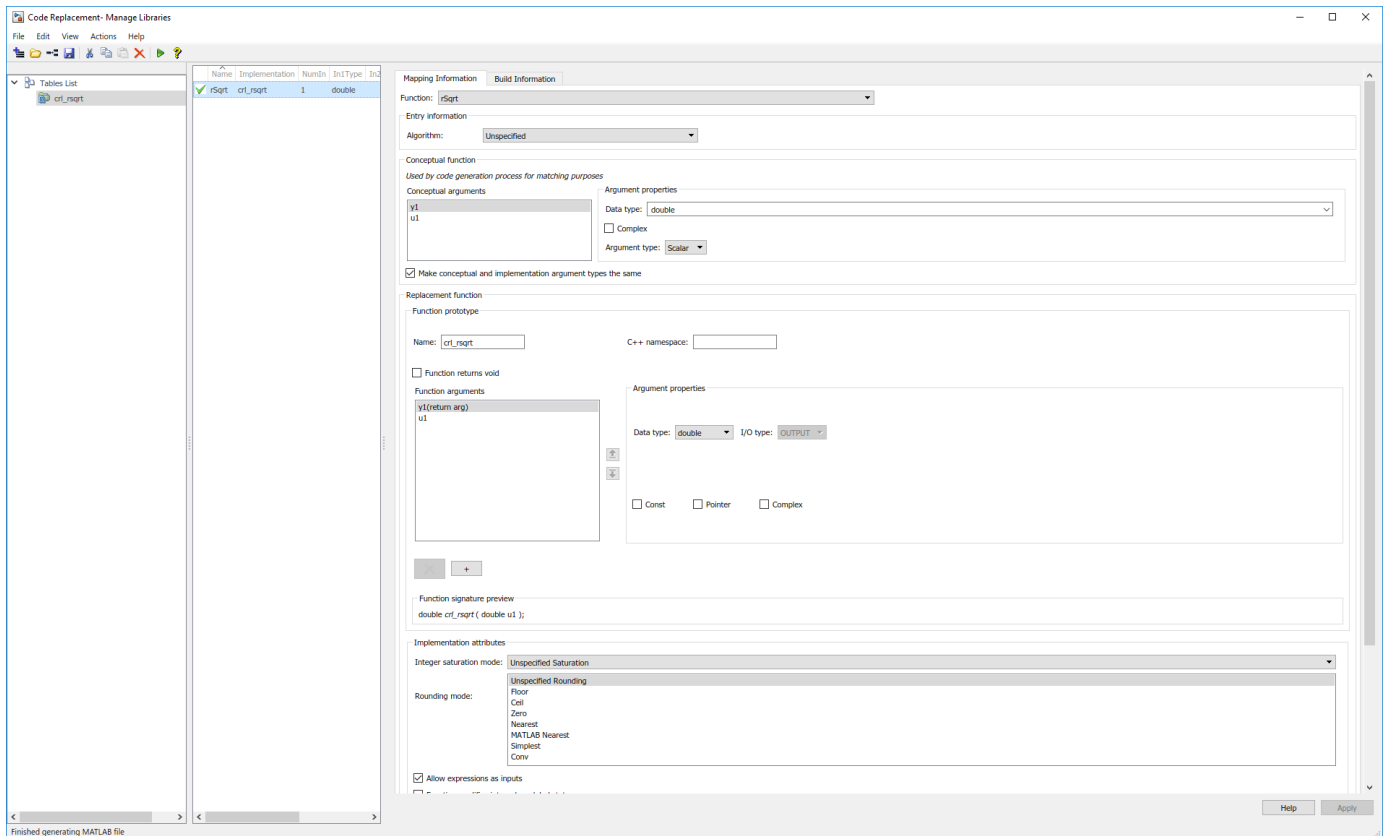 Code Replacement- Manage Libraries
File Edit View Actions Help
Tables List
crl_rsqrt
Name Implementation NumIn In1Type In2
rSqrt crl_rsqrt 1 double
Mapping Information Build Information
Function: rSqrt
Entry information
Algorithm: Unspecified
Conceptual function
Used by code generation process for matching purposes
Conceptual arguments
y1
u1
Argument properties
Data type: double
Complex
Argument type: Scalar
Make conceptual and implementation argument types the same
Replacement function
Function prototype
Name: crl_rsqrt C++ namespace:
Function returns void
Function arguments
y1(return arg)
u1
Argument properties
Data type: double I/O type: OUTPUT
Const Pointer Complex
+
Function signature preview
double crl_rsqrt ( double u1 );
Implementation attributes
Integer saturation mode: Unspecified Saturation
Rounding mode:
Unspecified Rounding
Floor
Ceil
Zero
Nearest
MATLAB Nearest
Simplest
Conv
Allow expressions as inputs
Help Apply
Finished generating MATLAB file